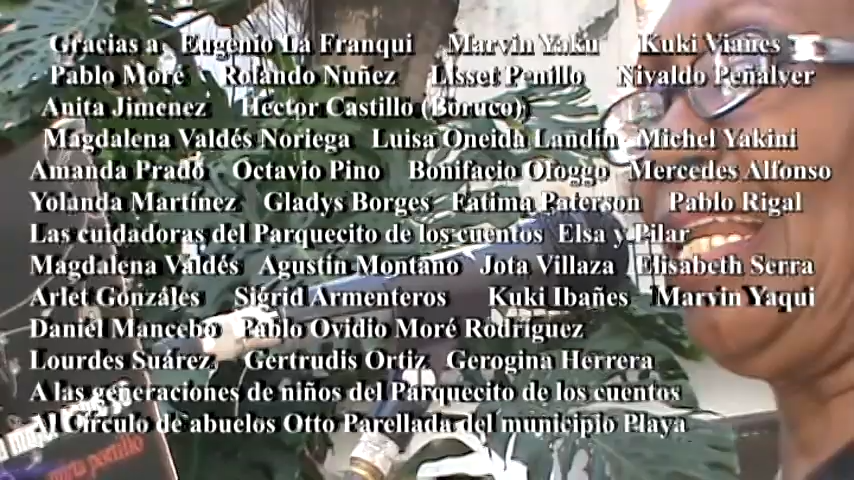 Gracias a Eugenio La Franqui Marvin Yaku Kuki Viañes
Pablo Moré Rolando Nuñez Lisset Penillo Nivaldo Peñalver
Anita Jimenez Hector Castillo (Boruco))
Magdalena Valdés Noriega Luisa Oneida Landín Michel Yakini
Amanda Prado Octavio Pino Bonifacio Ologgo Mercedes Alfonso
Yolanda Martínez Gladys Borges Fatima Paterson Pablo Rigal
Las cuidadoras del Parquecito de los cuentos Elsa y Pilar
Magdalena Valdés Agustin Montano Jota Villaza Elisabeth Serra
Arlet Gonzáles Sigrid Armenteros Kuki Ibañes Marvin Yaqui
Daniel Mancebo Pablo Ovidio Moré Rodríguez
Lourdes Suárez Gertrudis Ortiz Gerogina Herrera
A las generaciones de niños del Parquecito de los cuentos
Al Círculo de abuelos Otto Parellada del municipio Playa